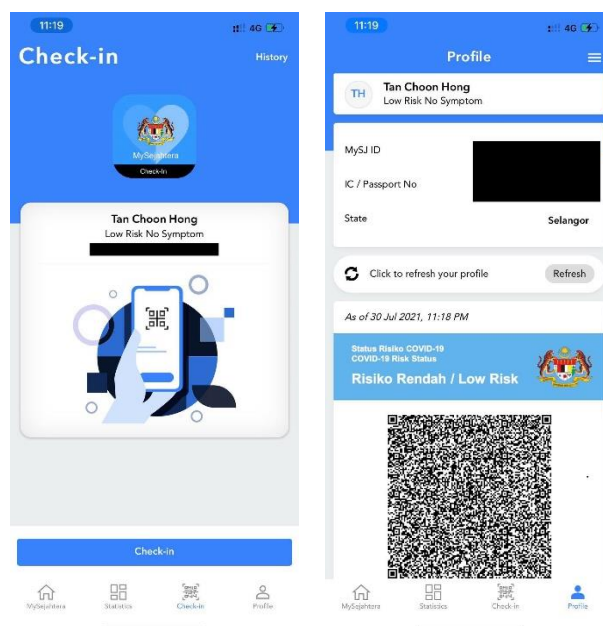 11:19
4G
Check-in
History
MySejahtera
Check-In
Tan Choon Hong
Low Risk No Symptom
Check-in
MySejahtera
Statistics
Check-in
Profile
11:19
4G
Profile
TH
Tan Choon Hong
Low Risk No Symptom
MySJ ID
IC / Passport No
State
Selangor
Click to refresh your profile
Refresh
As of 30 Jul 2021, 11:18 PM
Status Risiko COVID-19
COVID-19 Risk Status
Risiko Rendah / Low Risk
MySejahtera
Statistics
Check-in
Profile